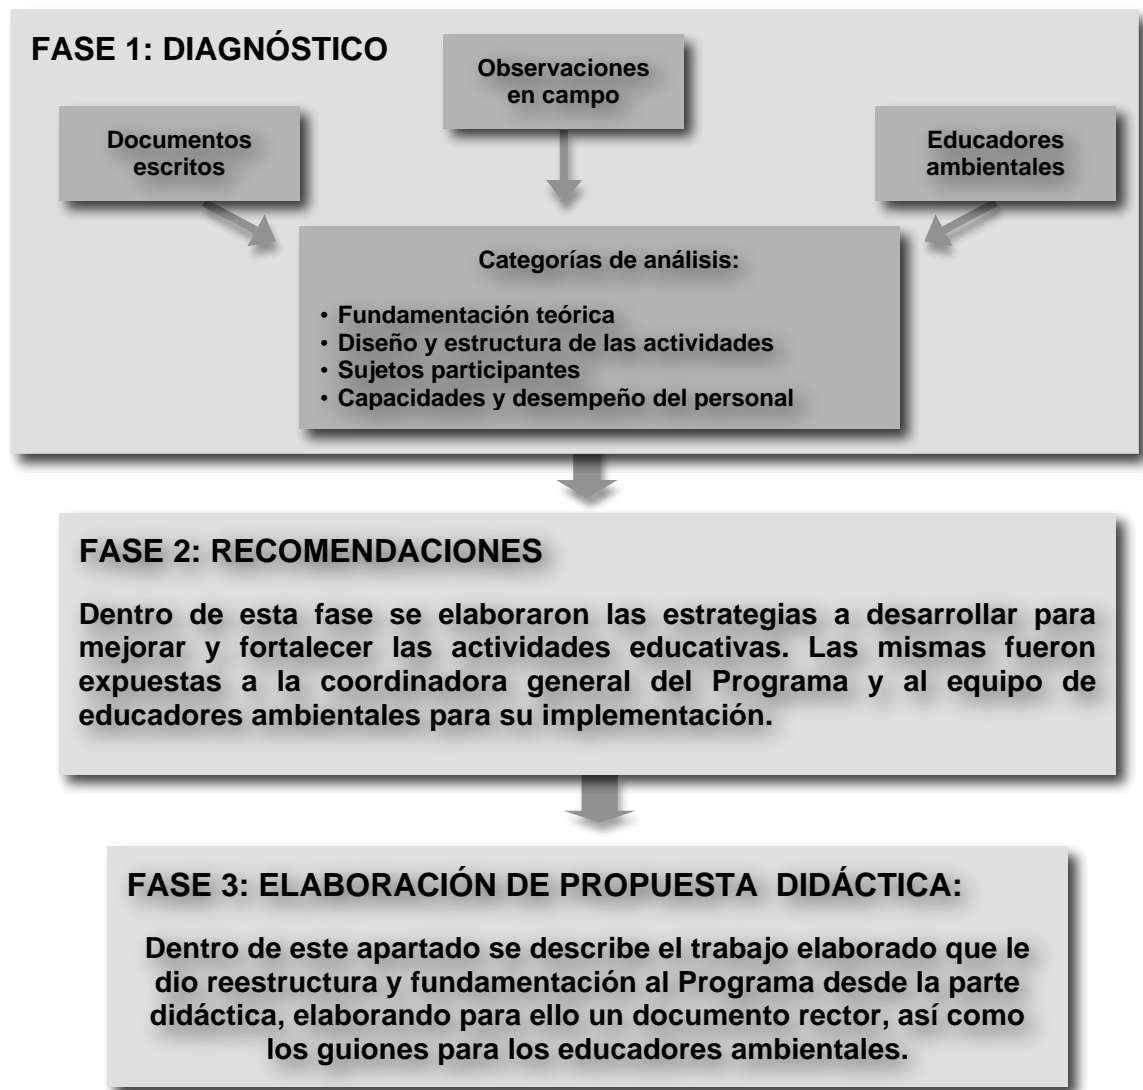 FASE 1: DIAGNÓSTICO
Observaciones
en campo
Documentos
escritos
Educadores
ambientales
Categorías de análisis:
• Fundamentación teórica
• Diseño y estructura de las actividades
• Sujetos participantes
• Capacidades y desempeño del personal
FASE 2: RECOMENDACIONES
Dentro de esta fase se elaboraron las estrategias a desarrollar para
mejorar y fortalecer las actividades educativas. Las mismas fueron
expuestas a la coordinadora general del Programa y al equipo de
educadores ambientales para su implementación.
FASE 3: ELABORACIÓN DE PROPUESTA DIDÁCTICA:
Dentro de este apartado se describe el trabajo elaborado que le
dio reestructura y fundamentación al Programa desde la parte
didáctica, elaborando para ello un documento rector, así como
los guiones para los educadores ambientales.